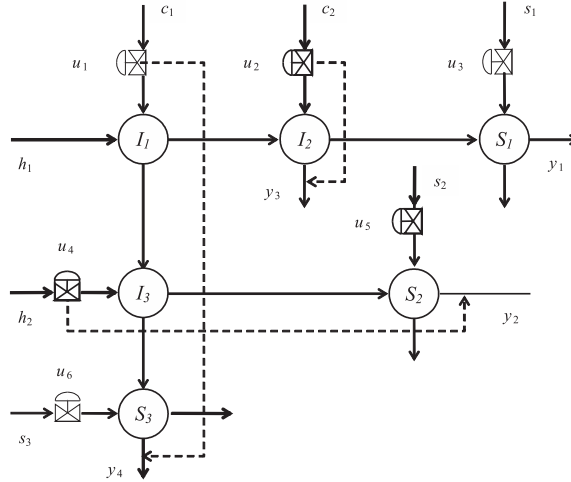 c1 c2 s1
u1 u2 u3
I1 I2 S1
h1 y3 y1
s2
u5
u4
I3 S2
h2 y2
u6
S3
s3 y4